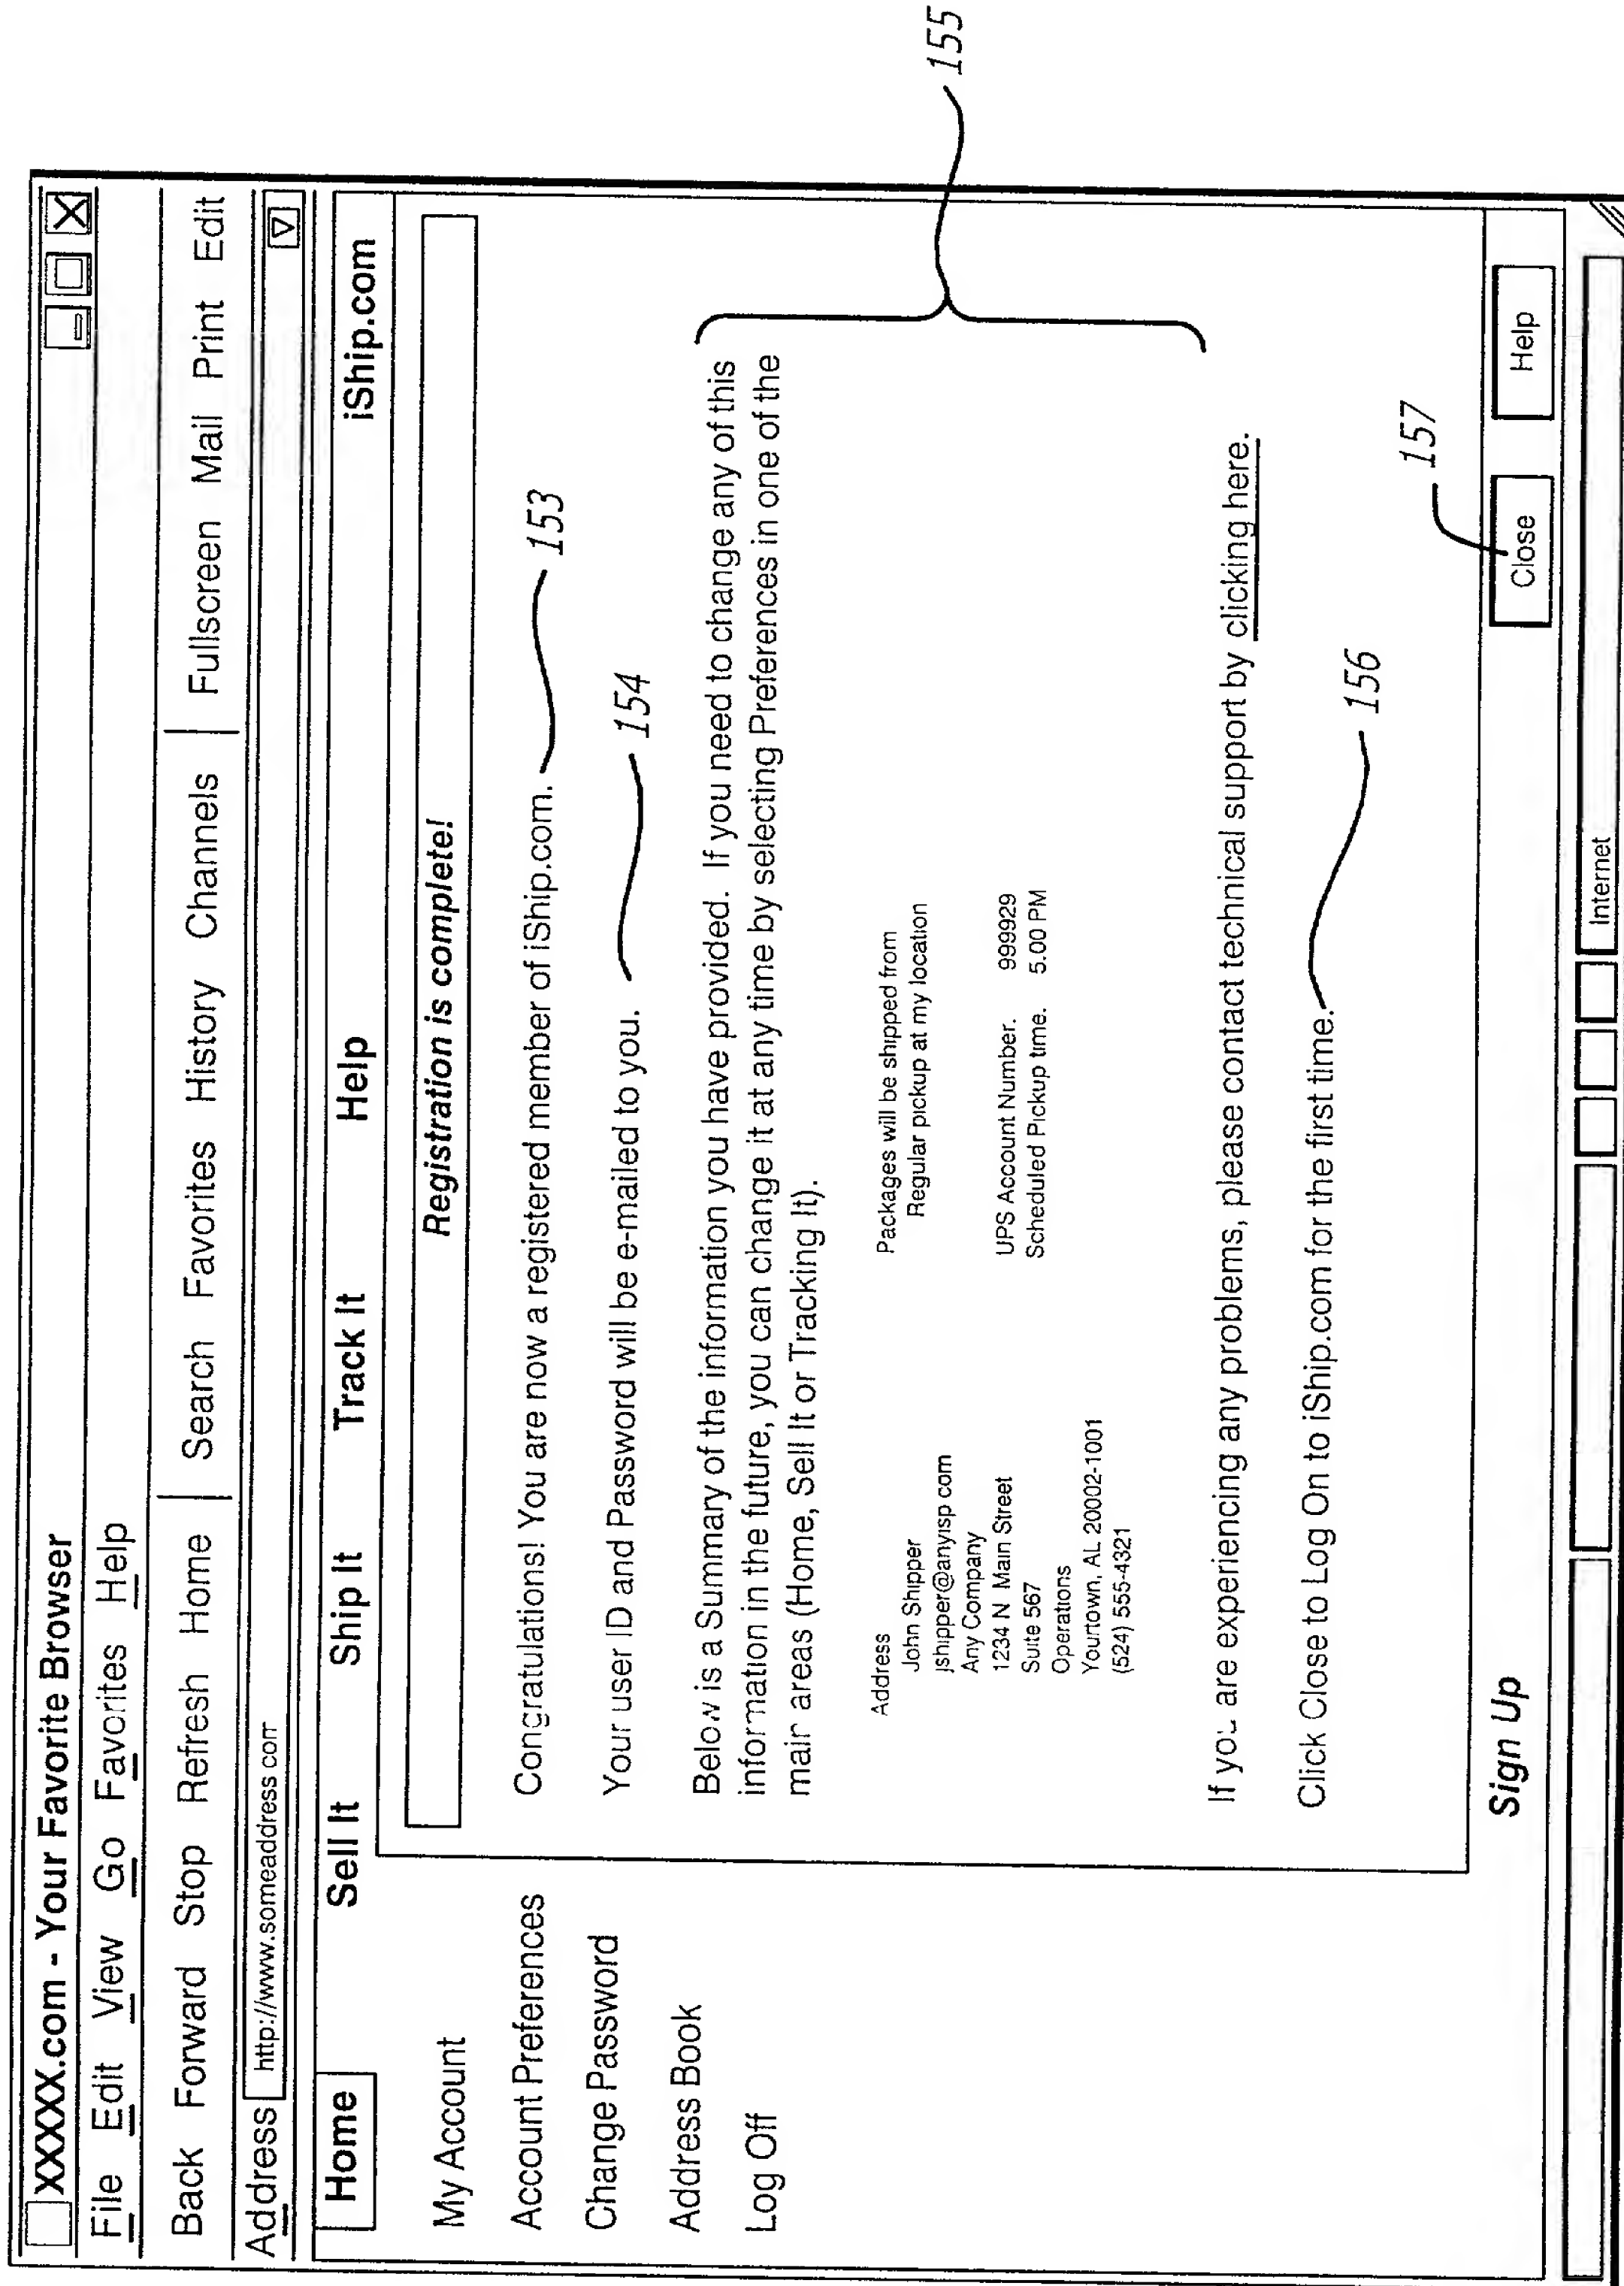 XXXXX.com - Your Favorite Browser
File Edit View Go Favorites Help
Back Forward Stop Refresh Home Search Favorites History Channels Fullscreen Mail Print Edit
Address http://www.someaddress com
Home Sell It Ship It Track It Help iShip.com
My Account
Account Preferences
Change Password
Address Book
Log Off
Registration is complete!
Congratulations! You are now a registered member of iShip.com. 153
Your user ID and Password will be e-mailed to you. 154
Below is a Summary of the information you have provided. If you need to change any of this
information in the future, you can change it at any time by selecting Preferences in one of the
main areas (Home, Sell It or Tracking It).
155
Address
John Shipper
jshipper@anyisp com
Any Company
1234 N Main Street
Suite 567
Operations
Yourtown, AL 20002-1001
(524) 555-4321
Packages will be shipped from
Regular pickup at my location
UPS Account Number. 999929
Scheduled Pickup time. 5.00 PM
If you are experiencing any problems, please contact technical support by clicking here.
Click Close to Log On to iShip.com for the first time. 156
157
Sign Up Close Help
Internet